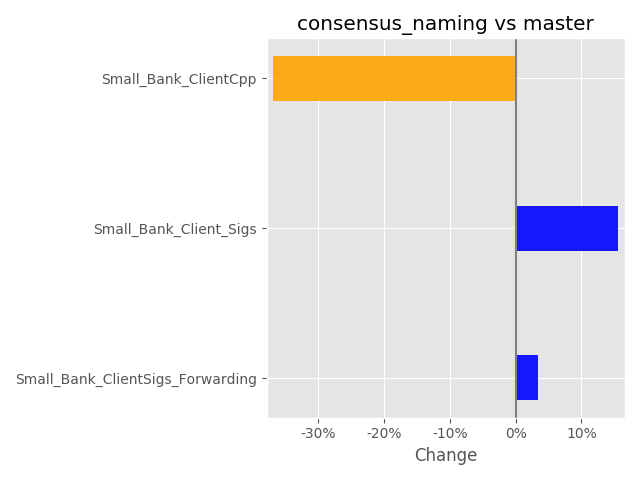 consensus_naming vs master
Small_Bank_ClientCpp
Small_Bank_Client_Sigs
Small_Bank_ClientSigs_Forwarding
-30% -20% -10% 0% 10%
Change